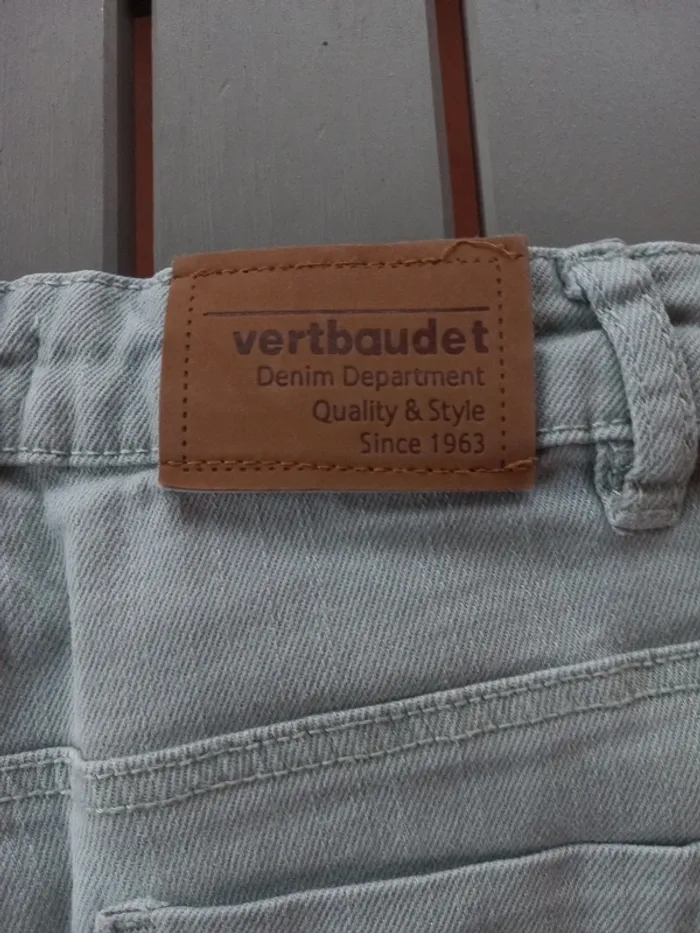 vertbaudet
Denim Department
Quality & Style
Since 1963